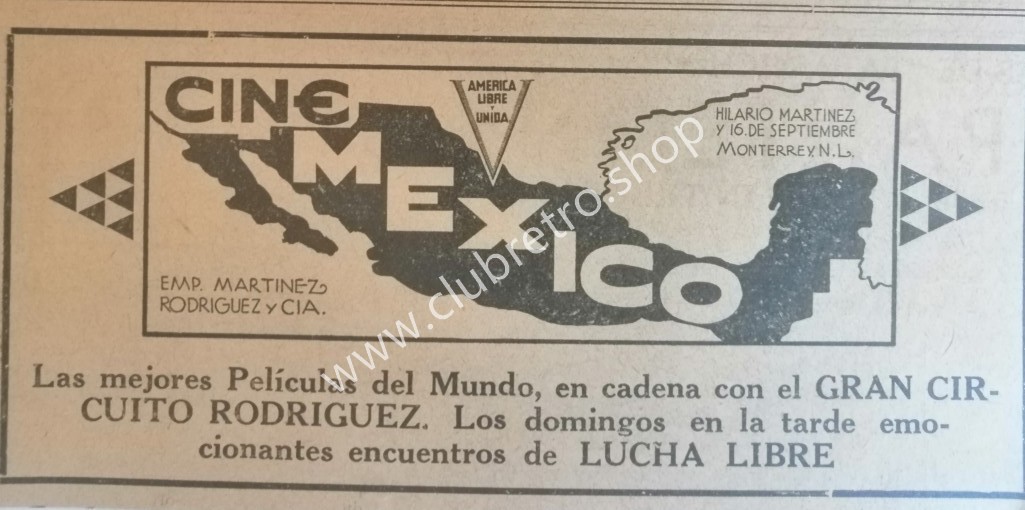 CINE
MEXICO
AMERICA
LIBRE
Y
UNIDA
HILARIO MARTINEZ
Y 16 DE SEPTIEMBRE
MONTERREY, N.L.
EMP. MARTINEZ
RODRIGUEZ Y CIA.
www.clubretro.shop
Las mejores Películas del Mundo, en cadena con el GRAN CIR-
CUITO RODRIGUEZ. Los domingos en la tarde emo-
cionantes encuentros de LUCHA LIBRE